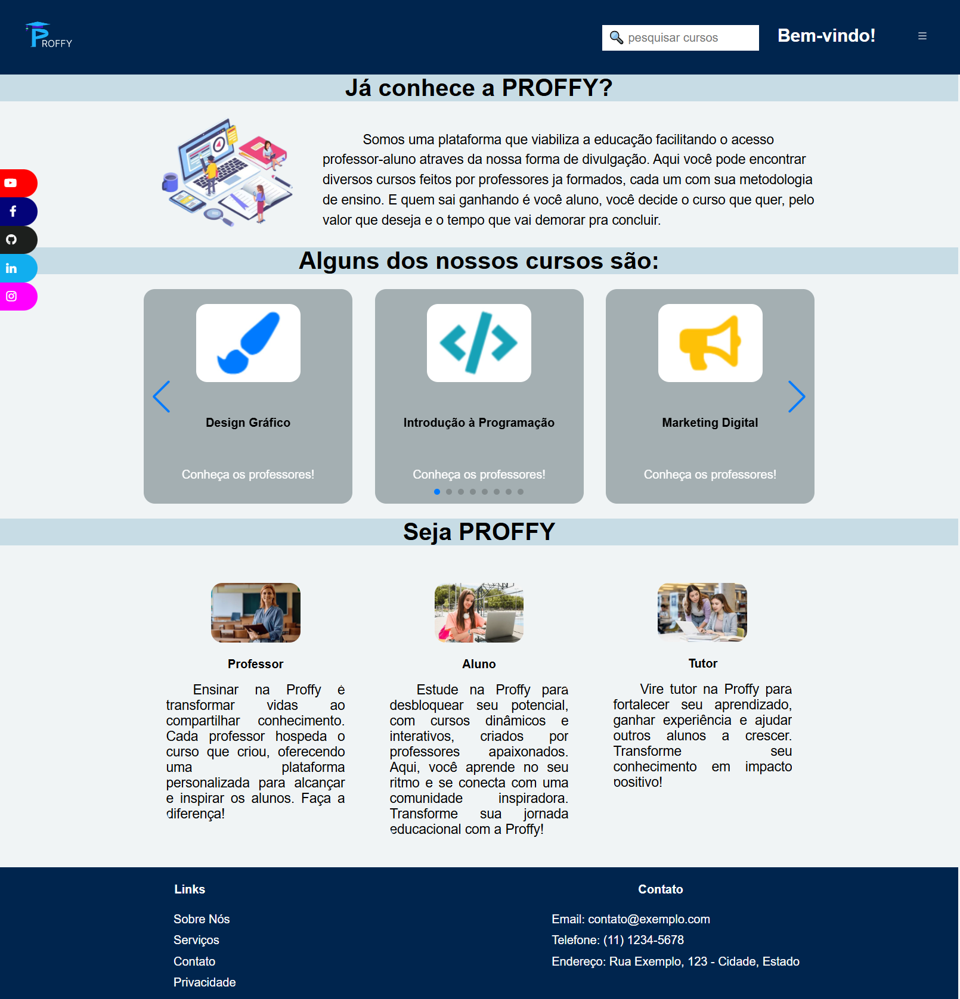 PROFFY
pesquisar cursos
Bem-vindo!
Já conhece a PROFFY?
Somos uma plataforma que viabiliza a educação facilitando o acesso
professor-aluno atraves da nossa forma de divulgação. Aqui você pode encontrar
diversos cursos feitos por professores ja formados, cada um com sua metodologia
de ensino. E quem sai ganhando é você aluno, você decide o curso que quer, pelo
valor que deseja e o tempo que vai demorar pra concluir.
Alguns dos nossos cursos são:
Design Gráfico
Conheça os professores!
Introdução à Programação
Conheça os professores!
Marketing Digital
Conheça os professores!
Seja PROFFY
Professor
Ensinar na Proffy é
transformar vidas ao
compartilhar conhecimento.
Cada professor hospeda o
curso que criou, oferecendo
uma plataforma
personalizada para alcançar
e inspirar os alunos. Faça a
diferença!
Aluno
Estude na Proffy para
desbloquear seu potencial,
com cursos dinâmicos e
interativos, criados por
professores apaixonados.
Aqui, você aprende no seu
ritmo e se conecta com uma
comunidade inspiradora.
Transforme sua jornada
educacional com a Proffy!
Tutor
Vire tutor na Proffy para
fortalecer seu aprendizado,
ganhar experiência e ajudar
outros alunos a crescer.
Transforme seu
conhecimento em impacto
positivo!
Links
Sobre Nós
Serviços
Contato
Privacidade
Contato
Email: contato@exemplo.com
Telefone: (11) 1234-5678
Endereço: Rua Exemplo, 123 - Cidade, Estado